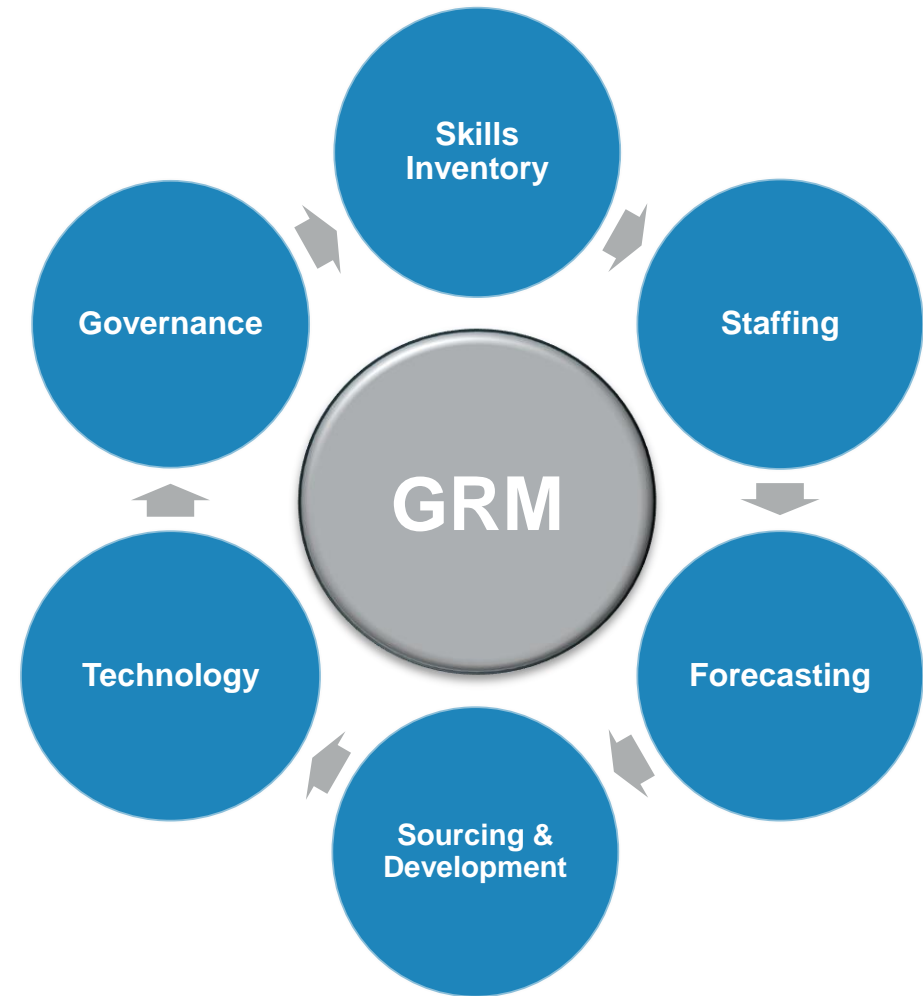 Skills
Inventory
Staffing
Forecasting
Sourcing &
Development
Technology
Governance
GRM